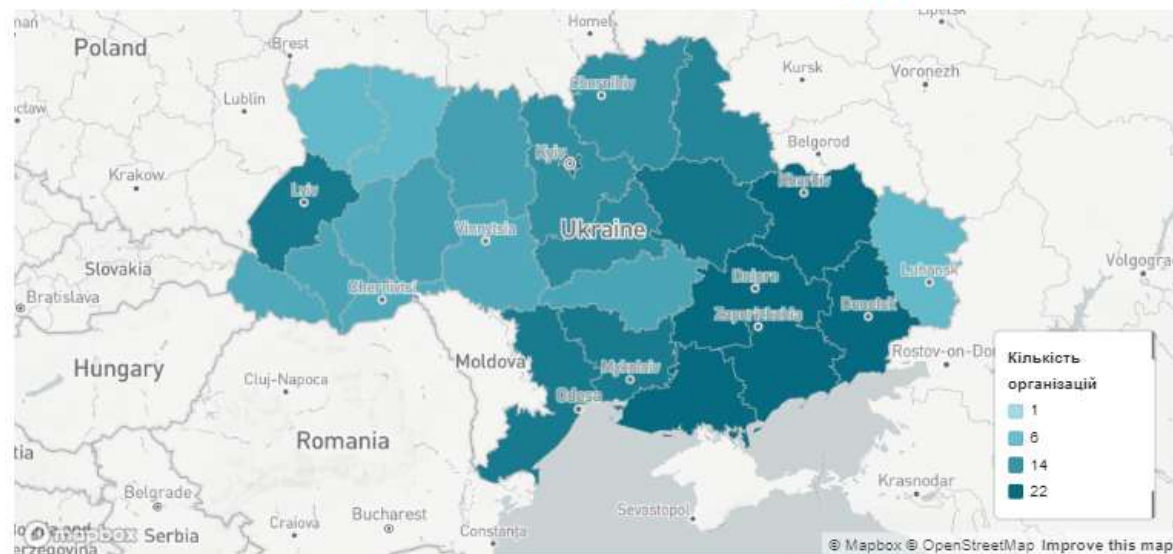 Homel
Lipetsk
Poland
Brest
Chernihiv
Kursk
Voronezh
Lublin
Belgorod
Kyiv
Krakow
Lviv
Kharkiv
Vinnytsia
Ukraine
Slovakia
Dnipro
Luhansk
Volgograd
Bratislava
Chernivtsi
Zaporizhzhia
Donetsk
Moldova
Rostov-on-Do
Hungary
Cluj-Napoca
Mykolaiv
Odesa
Кількість
організацій
1
6
14
22
Romania
Krasnodar
Belgrade
Sevastopol
mapbox
Craiova
Bucharest
Serbia
Constanța
© Mapbox © OpenStreetMap Improve this map